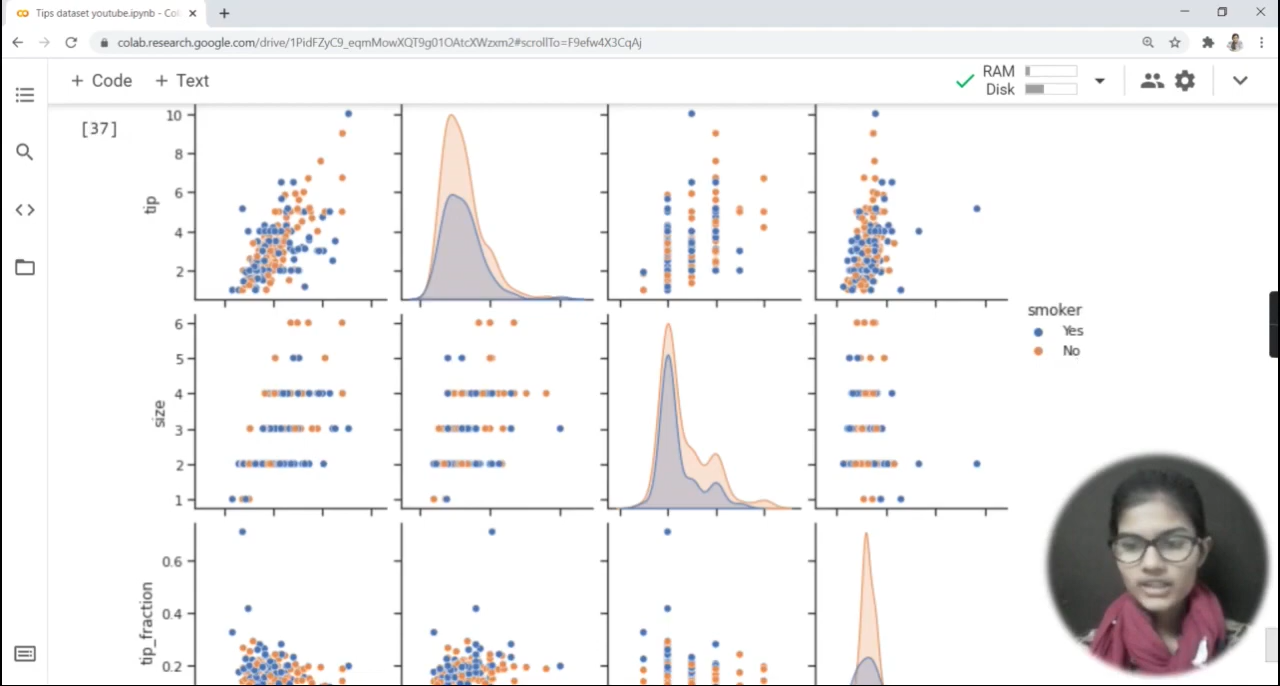 Tips dataset youtube.ipynb - Col
colab.research.google.com/drive/1PidFZyC9_eqmMowXQT9g01OAtcXWzxm2#scrollTo=F9efw4X3CqAj
+ Code + Text
RAM
Disk
[37]
10
8
6
4
2
tip
6
5
4
3
2
1
size
0.6
0.4
0.2
tip_fraction
smoker
Yes
No